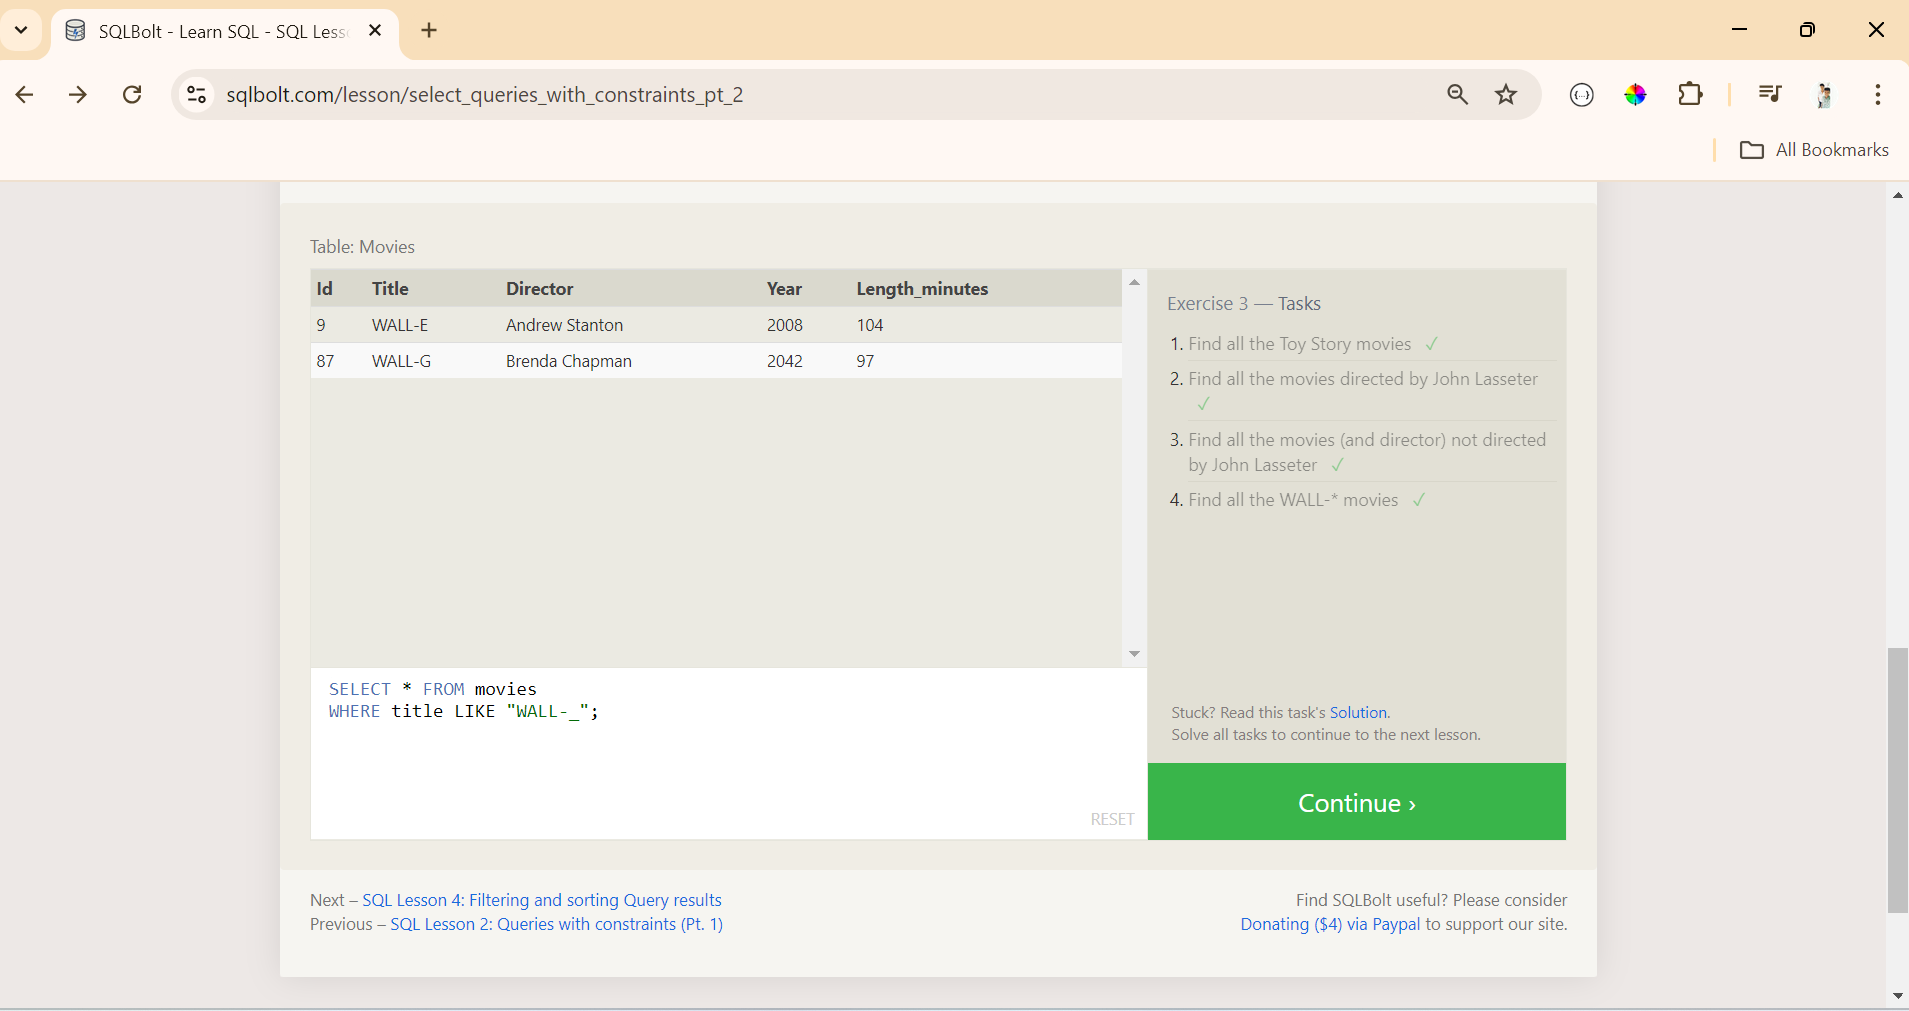 SQLBolt - Learn SQL - SQL Less
sqlbolt.com/lesson/select_queries_with_constraints_pt_2
All Bookmarks
Table: Movies
Id Title Director Year Length_minutes
9 WALL-E Andrew Stanton 2008 104
87 WALL-G Brenda Chapman 2042 97
SELECT * FROM movies
WHERE title LIKE "WALL-_";
RESET
Exercise 3 — Tasks
1. Find all the Toy Story movies ✓
2. Find all the movies directed by John Lasseter
✓
3. Find all the movies (and director) not directed
by John Lasseter ✓
4. Find all the WALL-* movies ✓
Stuck? Read this task's Solution.
Solve all tasks to continue to the next lesson.
Continue ›
Next – SQL Lesson 4: Filtering and sorting Query results
Previous – SQL Lesson 2: Queries with constraints (Pt. 1)
Find SQLBolt useful? Please consider
Donating ($4) via Paypal to support our site.